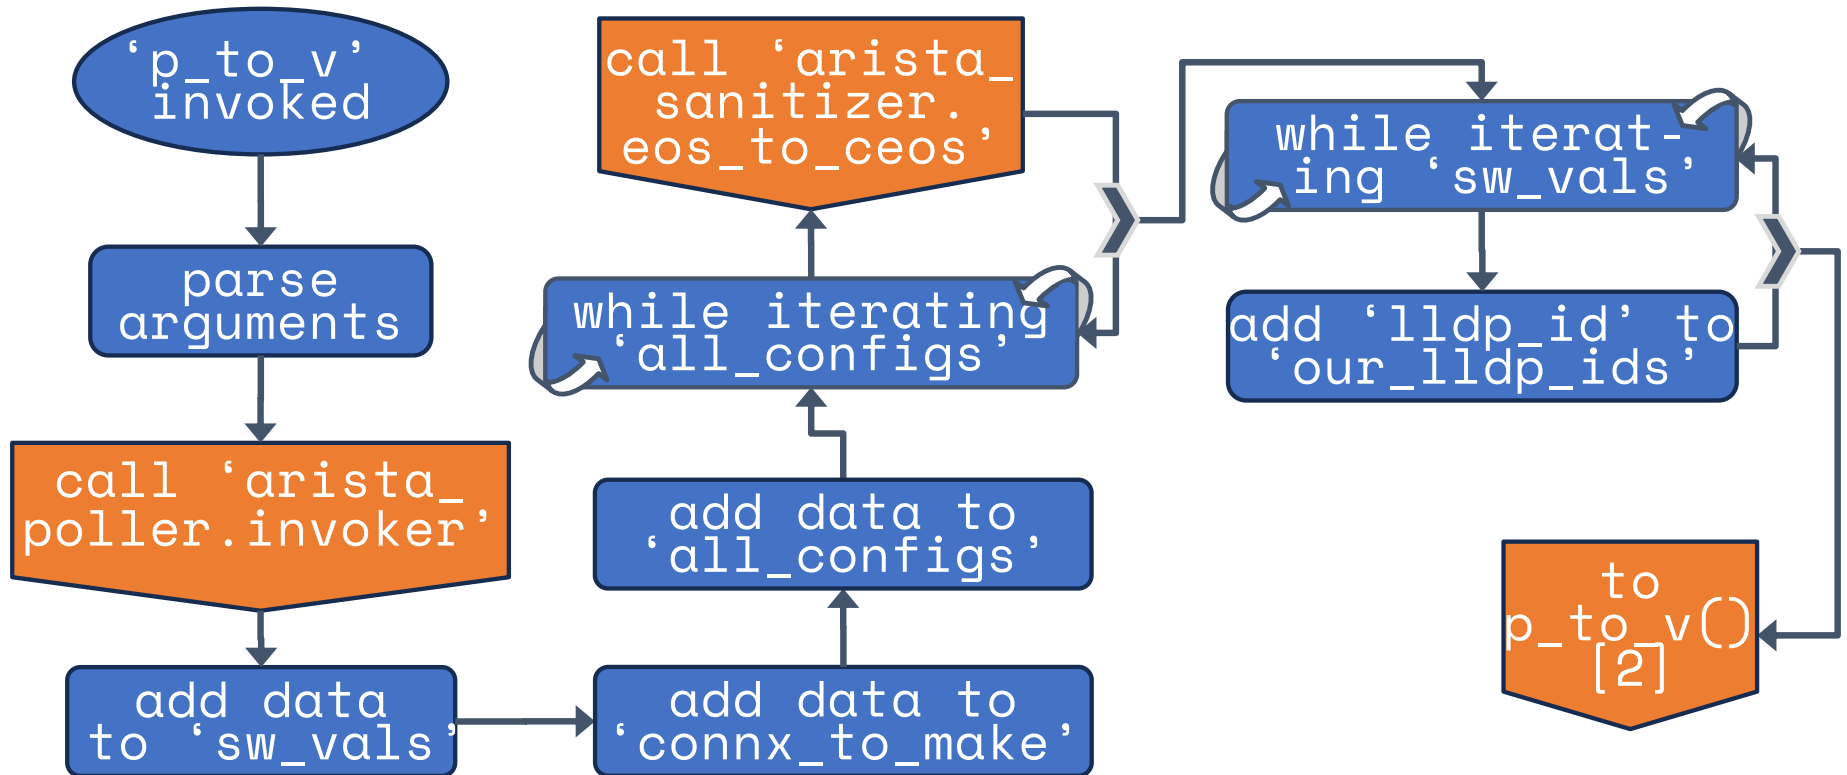 ‘p_to_v’
invoked
parse
arguments
call ‘arista_
poller.invoker’
add data
to ‘sw_vals’
add data to
‘connx_to_make’
add data to
‘all_configs’
while iterating
‘all_configs’
call ‘arista_
sanitizer.
eos_to_ceos’
while iterat-
ing ‘sw_vals’
add ‘lldp_id’ to
‘our_lldp_ids’
to
p_to_v()
[2]